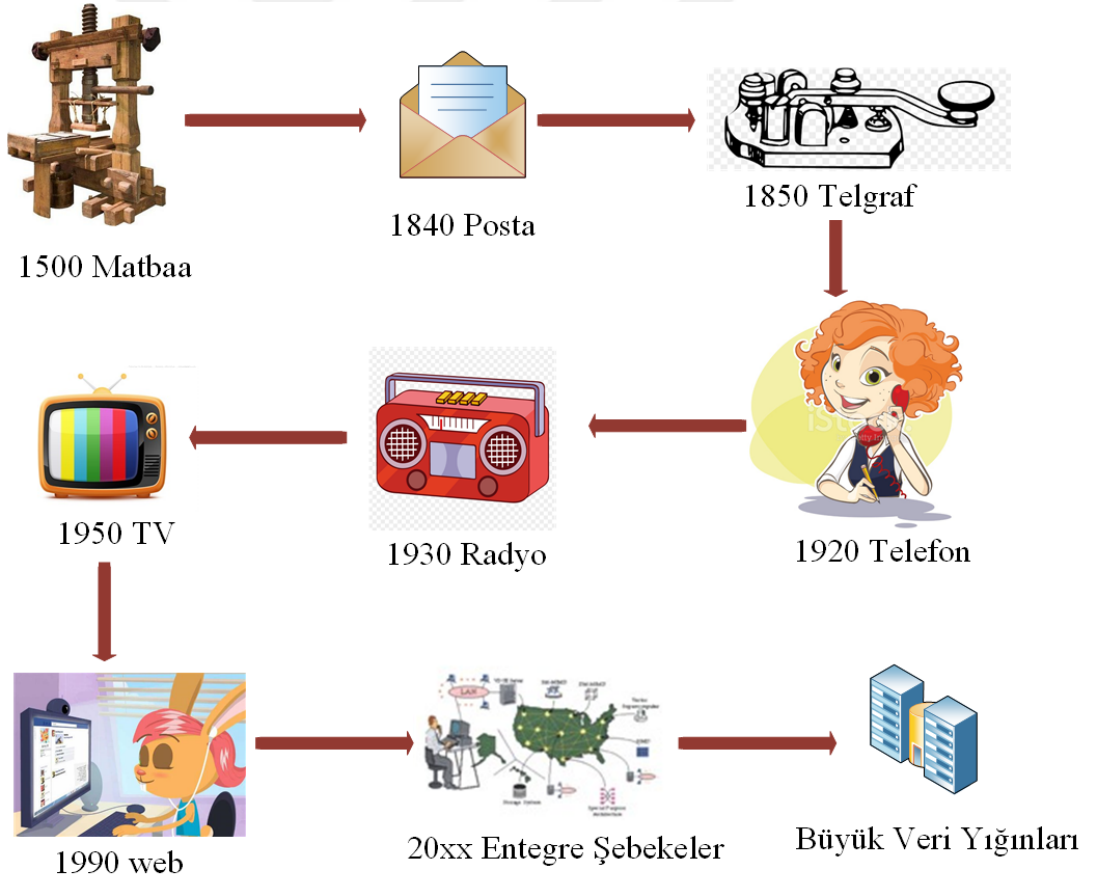 1500 Matbaa
1840 Posta
1850 Telgraf
1920 Telefon
1930 Radyo
1950 TV
1990 web
LAN
20xx Entegre Şebekeler
Büyük Veri Yığınları